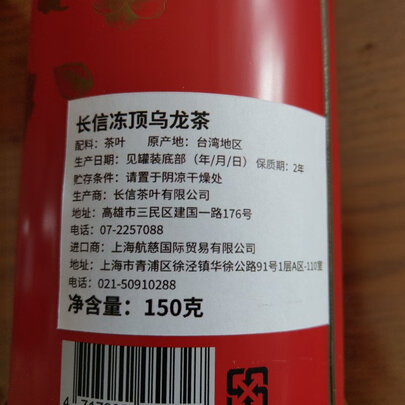 长信冻顶乌龙茶
配料：茶叶 原产地：台湾地区
生产日期：见罐装底部（年/月/日） 保质期：2年
贮存条件：请置于阴凉干燥处
生产商：长信茶叶有限公司
地址：高雄市三民区建国一路176号
电话：07-2257088
进口商：上海航慈国际贸易有限公司
地址：上海市青浦区徐泾镇华徐公路91号1层A区-110室
电话：021-50910288
净含量：150克